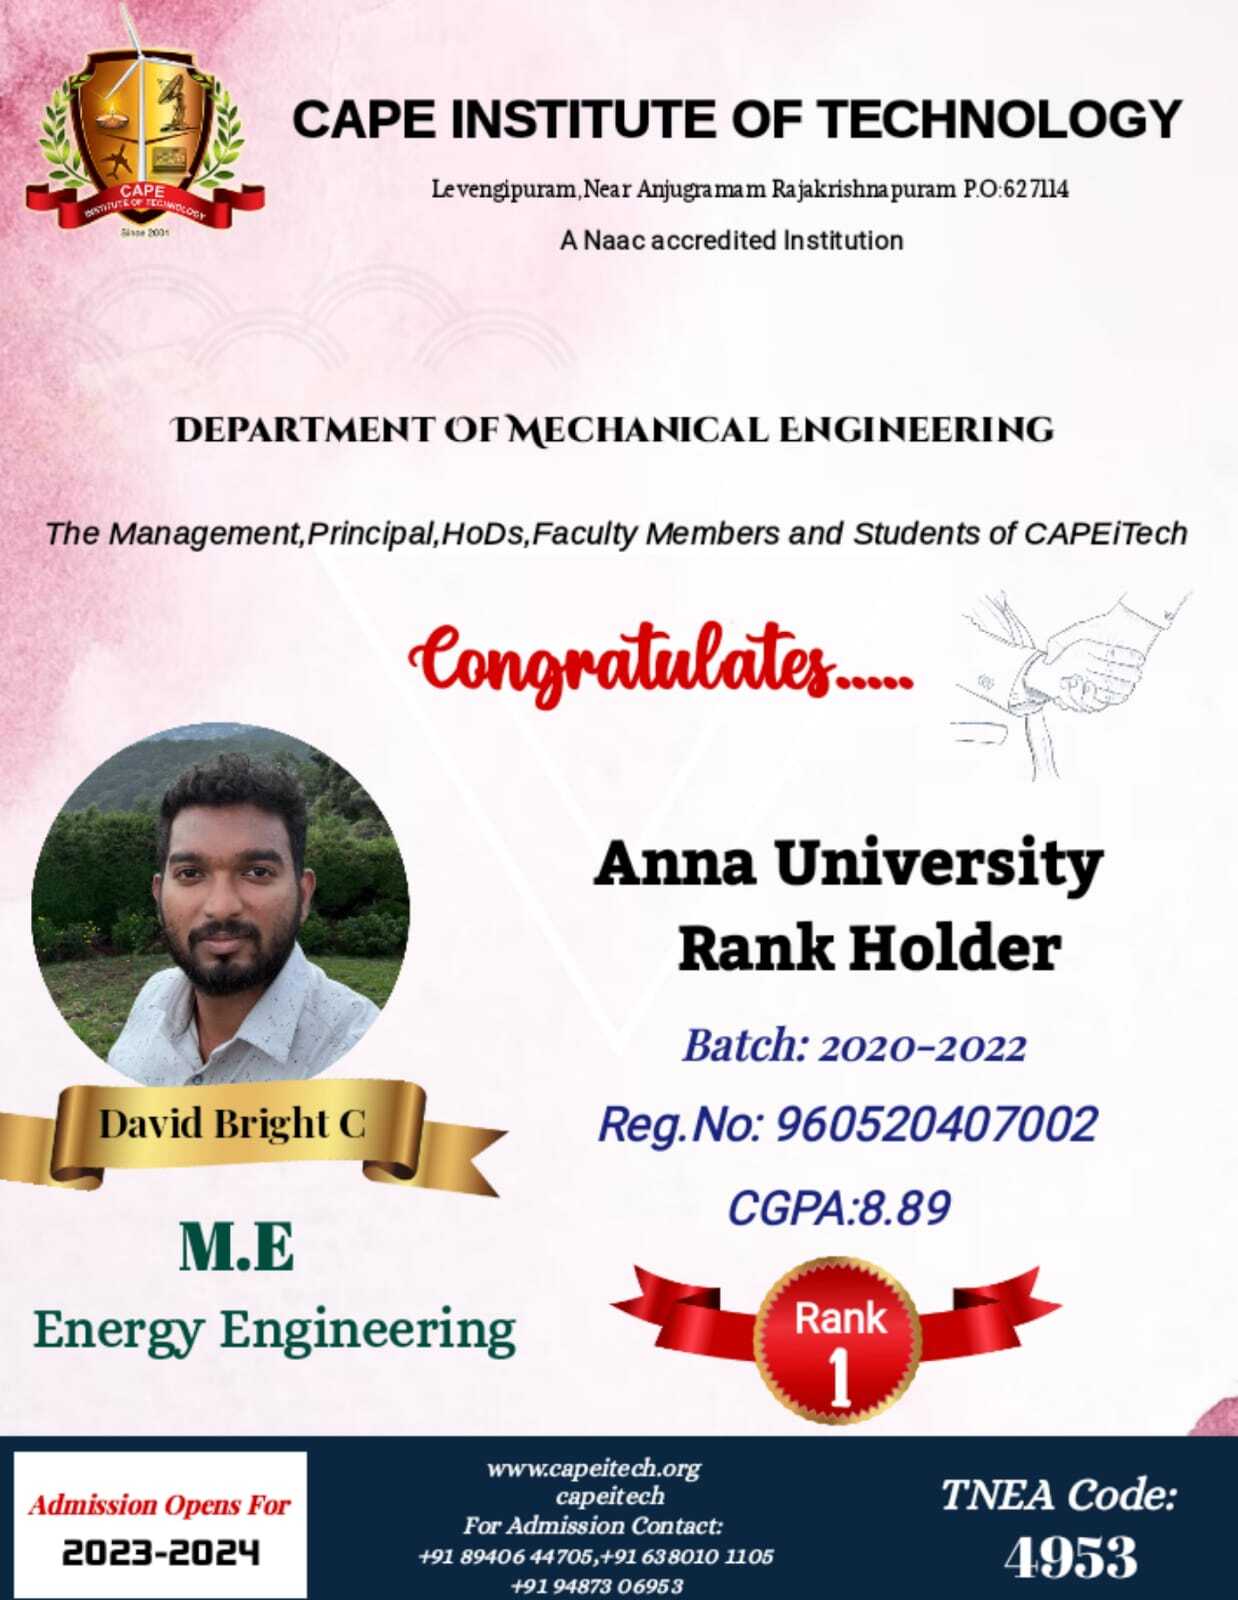 CAPE
INSTITUTE OF TECHNOLOGY
Since 2001
CAPE INSTITUTE OF TECHNOLOGY
Levengipuram,Near Anjugramam Rajakrishnapuram P.O:627114
A Naac accredited Institution
DEPARTMENT OF MECHANICAL ENGINEERING
The Management,Principal,HoDs,Faculty Members and Students of CAPEiTech
Congratulates.....
Anna University
Rank Holder
Batch: 2020-2022
Reg.No: 960520407002
CGPA:8.89
David Bright C
M.E
Energy Engineering
Rank
1
Admission Opens For
2023-2024
www.capeitech.org
capeitech
For Admission Contact:
+91 89406 44705,+91 638010 1105
+91 94873 06953
TNEA Code:
4953